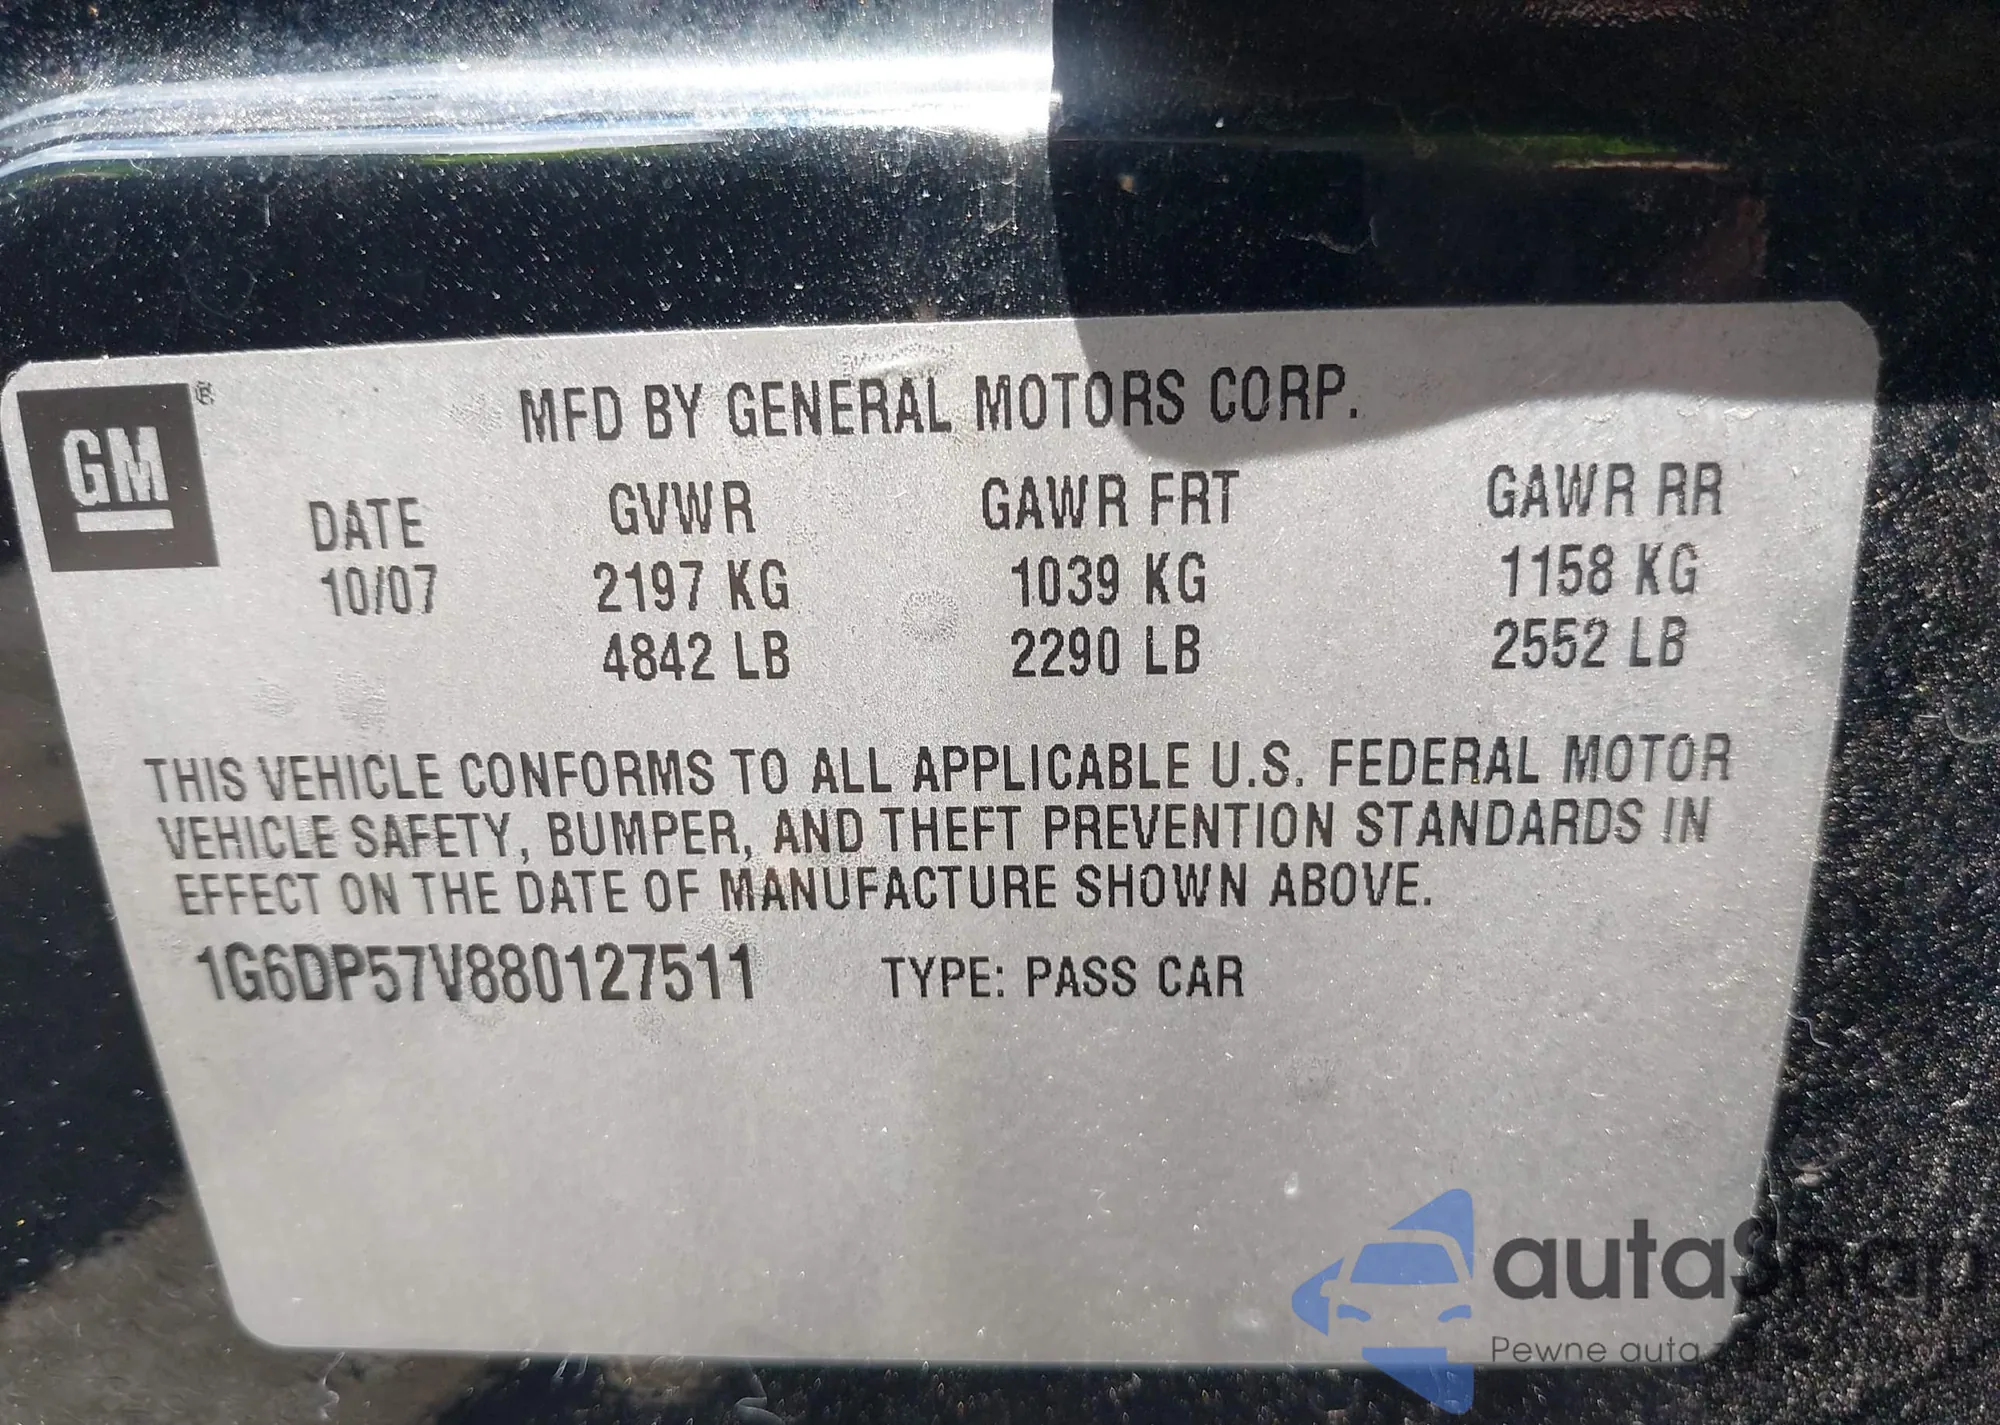 GM®
MFD BY GENERAL MOTORS CORP.
DATE GVWR GAWR FRT GAWR RR
10/07 2197 KG 1039 KG 1158 KG
4842 LB 2290 LB 2552 LB
THIS VEHICLE CONFORMS TO ALL APPLICABLE U.S. FEDERAL MOTOR
VEHICLE SAFETY, BUMPER, AND THEFT PREVENTION STANDARDS IN
EFFECT ON THE DATE OF MANUFACTURE SHOWN ABOVE.
1G6DP57V880127511 TYPE: PASS CAR
autaSnap
Pewne auta